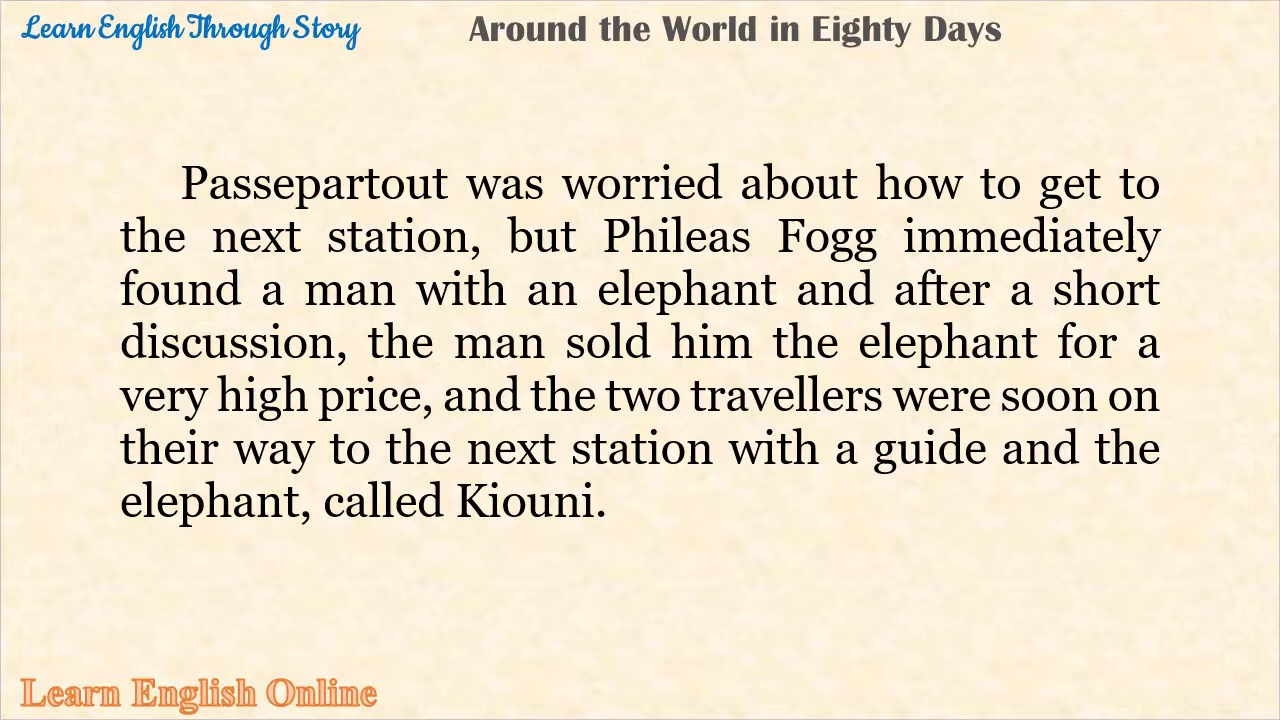 Learn English Through Story
Around the World in Eighty Days
Passepartout was worried about how to get to
the next station, but Phileas Fogg immediately
found a man with an elephant and after a short
discussion, the man sold him the elephant for a
very high price, and the two travellers were soon on
their way to the next station with a guide and the
elephant, called Kiouni.
Learn English Online